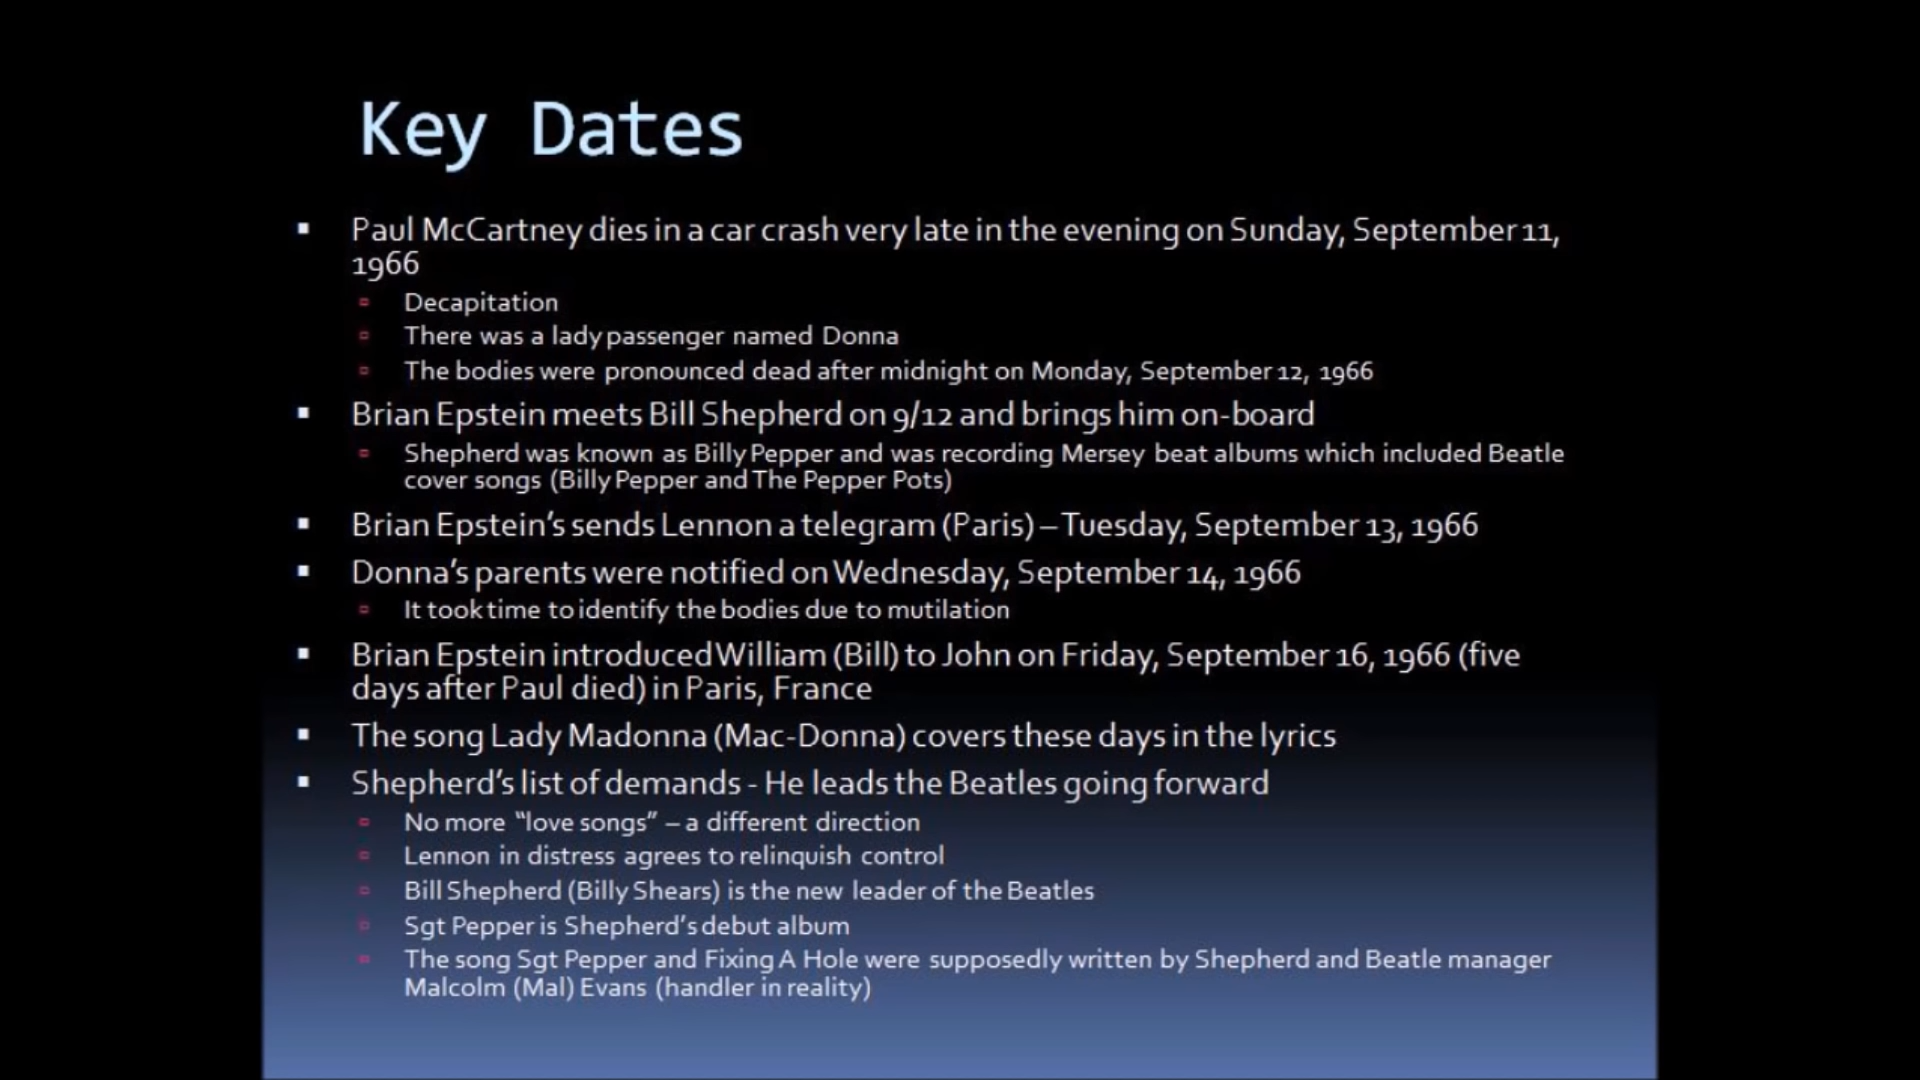 Key Dates
Paul McCartney dies in a car crash very late in the evening on Sunday, September 11,
1966
Decapitation
There was a lady passenger named Donna
The bodies were pronounced dead after midnight on Monday, September 12, 1966
Brian Epstein meets Bill Shepherd on 9/12 and brings him on-board
Shepherd was known as Billy Pepper and was recording Mersey beat albums which included Beatle
cover songs (Billy Pepper and The Pepper Pots)
Brian Epstein’s sends Lennon a telegram (Paris) – Tuesday, September 13, 1966
Donna’s parents were notified on Wednesday, September 14, 1966
It took time to identify the bodies due to mutilation
Brian Epstein introduced William (Bill) to John on Friday, September 16, 1966 (five
days after Paul died) in Paris, France
The song Lady Madonna (Mac-Donna) covers these days in the lyrics
Shepherd’s list of demands - He leads the Beatles going forward
No more “love songs” – a different direction
Lennon in distress agrees to relinquish control
Bill Shepherd (Billy Shears) is the new leader of the Beatles
Sgt Pepper is Shepherd’s debut album
The song Sgt Pepper and Fixing A Hole were supposedly written by Shepherd and Beatle manager
Malcolm (Mal) Evans (handler in reality)